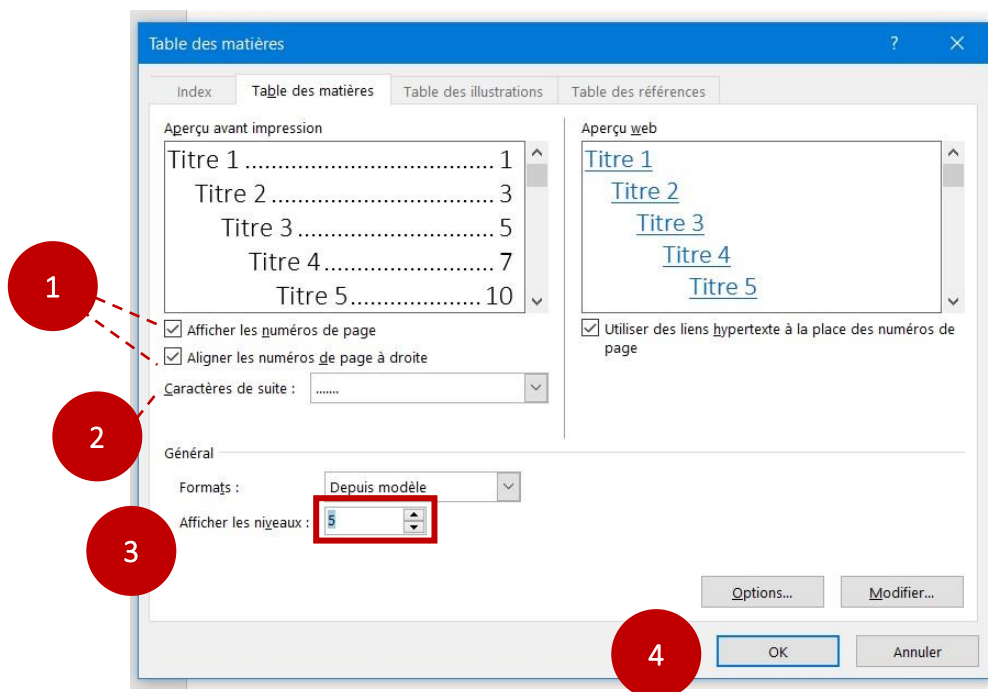 Table des matières ? ×
Index Table des matières Table des illustrations Table des références
Aperçu avant impression
Titre 1 .................................... 1
Titre 2 ................................. 3
Titre 3 .............................. 5
Titre 4 .......................... 7
Titre 5 ..................... 10
Aperçu web
Titre 1
Titre 2
Titre 3
Titre 4
Titre 5
1
Afficher les numéros de page
Aligner les numéros de page à droite
Utiliser des liens hypertexte à la place des numéros de
page
2
Caractères de suite : .......
Général
Formats : Depuis modèle
3
Afficher les niveaux : 5
Options... Modifier...
4
OK Annuler